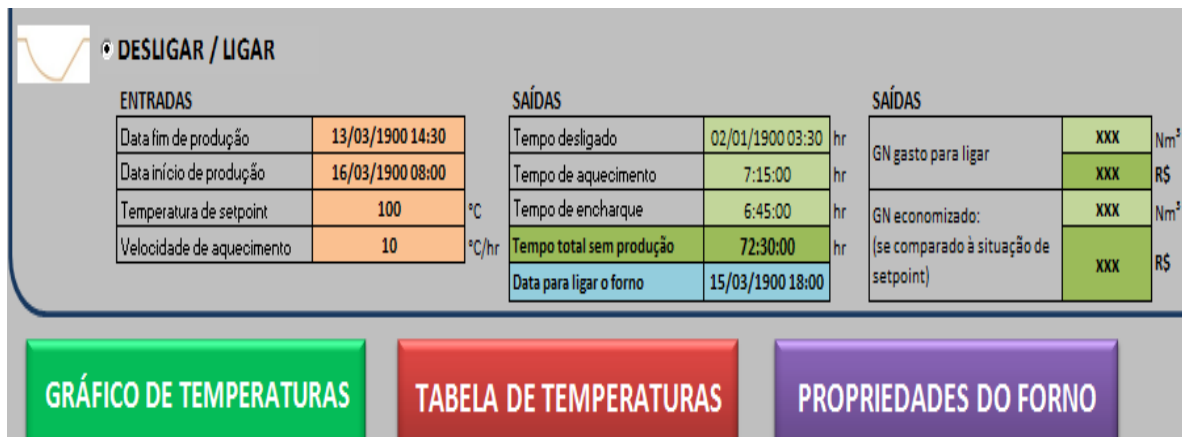 DESLIGAR / LIGAR
ENTRADAS
Data fim de produção 13/03/1900 14:30
Data início de produção 16/03/1900 08:00
Temperatura de setpoint 100 °C
Velocidade de aquecimento 10 °C/hr
SAÍDAS
Tempo desligado 02/01/1900 03:30 hr
Tempo de aquecimento 7:15:00 hr
Tempo de encharque 6:45:00 hr
Tempo total sem produção 72:30:00 hr
Data para ligar o forno 15/03/1900 18:00
SAÍDAS
GN gasto para ligar XXX Nm³
XXX R$
GN economizado: XXX Nm³
(se comparado à situação de
setpoint) XXX R$
GRÁFICO DE TEMPERATURAS
TABELA DE TEMPERATURAS
PROPRIEDADES DO FORNO